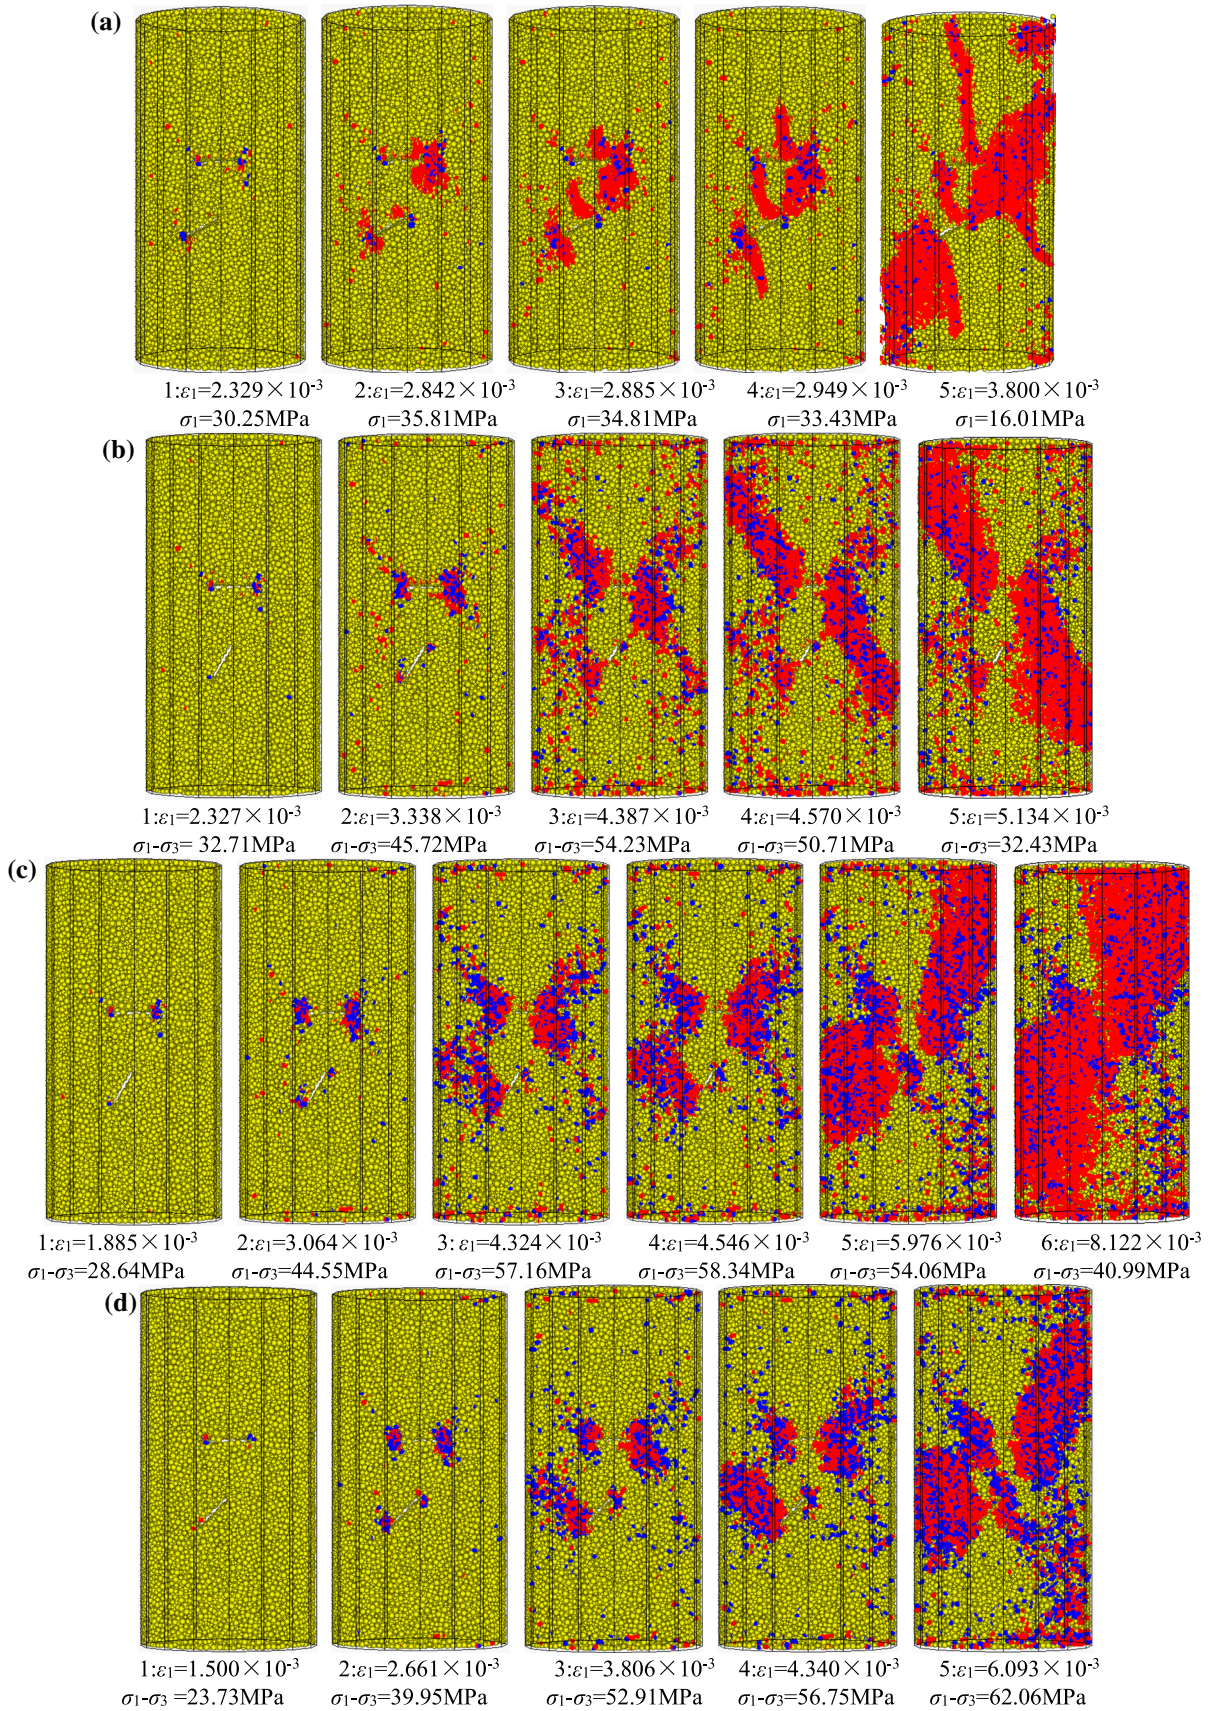 (a)
1:ε₁=2.329×10⁻³ 2:ε₁=2.842×10⁻³ 3:ε₁=2.885×10⁻³ 4:ε₁=2.949×10⁻³ 5:ε₁=3.800×10⁻³
σ₁=30.25MPa σ₁=35.81MPa σ₁=34.81MPa σ₁=33.43MPa σ₁=16.01MPa
(b)
1:ε₁=2.327×10⁻³ 2:ε₁=3.338×10⁻³ 3:ε₁=4.387×10⁻³ 4:ε₁=4.570×10⁻³ 5:ε₁=5.134×10⁻³
σ₁-σ₃= 32.71MPa σ₁-σ₃=45.72MPa σ₁-σ₃=54.23MPa σ₁-σ₃=50.71MPa σ₁-σ₃=32.43MPa
(c)
1:ε₁=1.885×10⁻³ 2:ε₁=3.064×10⁻³ 3:ε₁=4.324×10⁻³ 4:ε₁=4.546×10⁻³ 5:ε₁=5.976×10⁻³ 6:ε₁=8.122×10⁻³
σ₁-σ₃=28.64MPa σ₁-σ₃=44.55MPa σ₁-σ₃=57.16MPa σ₁-σ₃=58.34MPa σ₁-σ₃=54.06MPa σ₁-σ₃=40.99MPa
(d)
1:ε₁=1.500×10⁻³ 2:ε₁=2.661×10⁻³ 3:ε₁=3.806×10⁻³ 4:ε₁=4.340×10⁻³ 5:ε₁=6.093×10⁻³
σ₁-σ₃ =23.73MPa σ₁-σ₃=39.95MPa σ₁-σ₃=52.91MPa σ₁-σ₃=56.75MPa σ₁-σ₃=62.06MPa